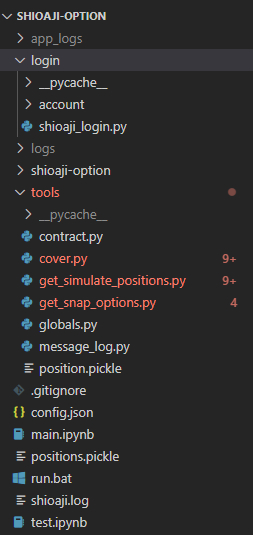 SHIOAJI-OPTION
app_logs
login
__pycache__
account
shioaji_login.py
logs
shioaji-option
tools
__pycache__
contract.py
cover.py 9+
get_simulate_positions.py 9+
get_snap_options.py 4
globals.py
message_log.py
position.pickle
.gitignore
config.json
main.ipynb
positions.pickle
run.bat
shioaji.log
test.ipynb